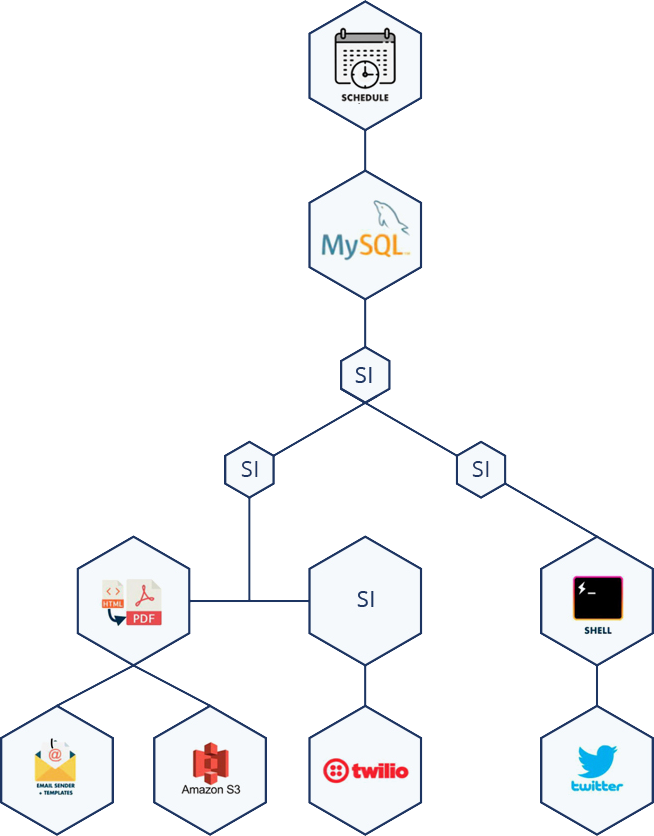 SCHEDULE
MySQL
SI
SI
SI
<>
HTML
PDF
SI
SHELL
@
EMAIL SENDER
+ TEMPLATES
Amazon S3
twilio
twitter